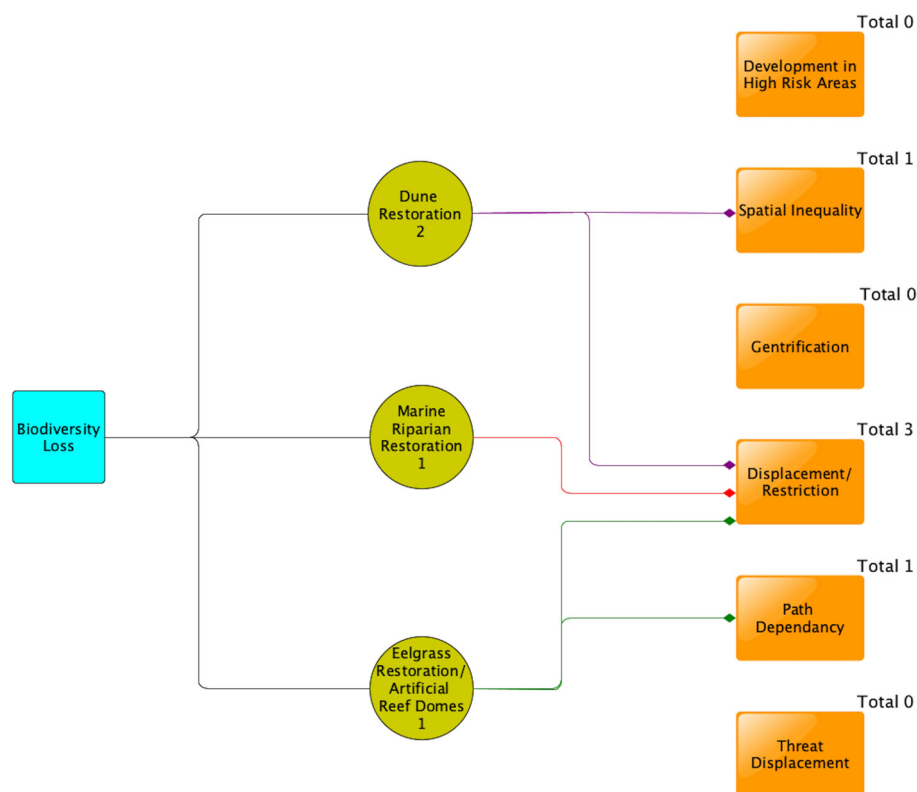 Total 0
Development in
High Risk Areas
Total 1
Dune
Restoration
2
Spatial Inequality
Total 0
Gentrification
Biodiversity
Loss
Marine
Riparian
Restoration
1
Total 3
Displacement/
Restriction
Total 1
Path
Dependancy
Eelgrass
Restoration/
Artificial
Reef Domes
1
Total 0
Threat
Displacement